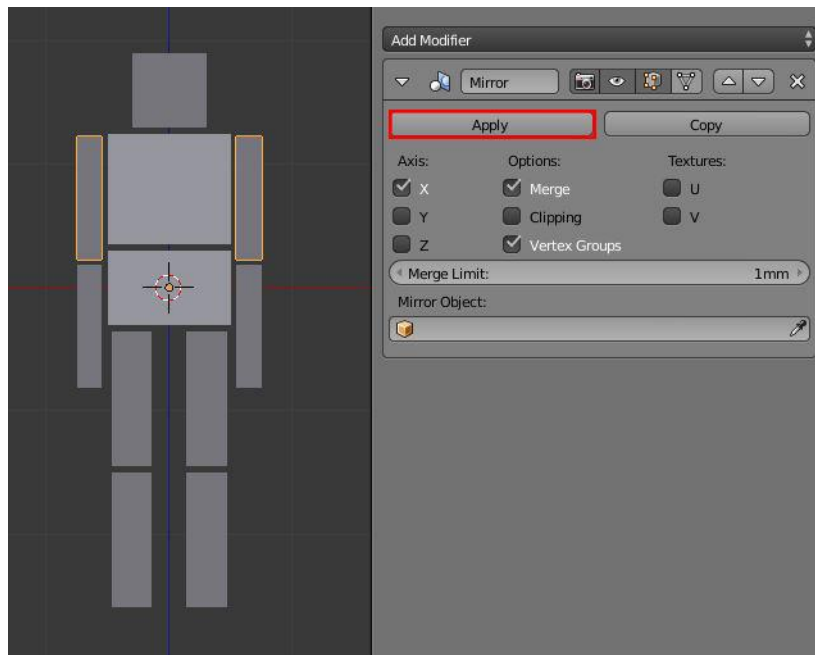 Add Modifier
Mirror
Apply Copy
Axis: Options: Textures:
X Merge U
Y Clipping V
Z Vertex Groups
Merge Limit: 1mm
Mirror Object: